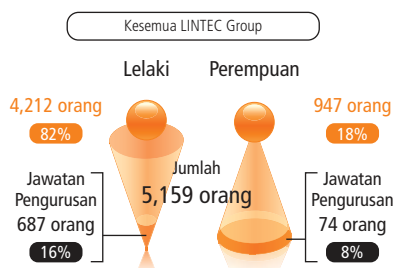 Kesemua LINTEC Group
Lelaki
Perempuan
4,212 orang
82%
947 orang
18%
Jumlah
5,159 orang
Jawatan
Pengurusan
687 orang
16%
Jawatan
Pengurusan
74 orang
8%